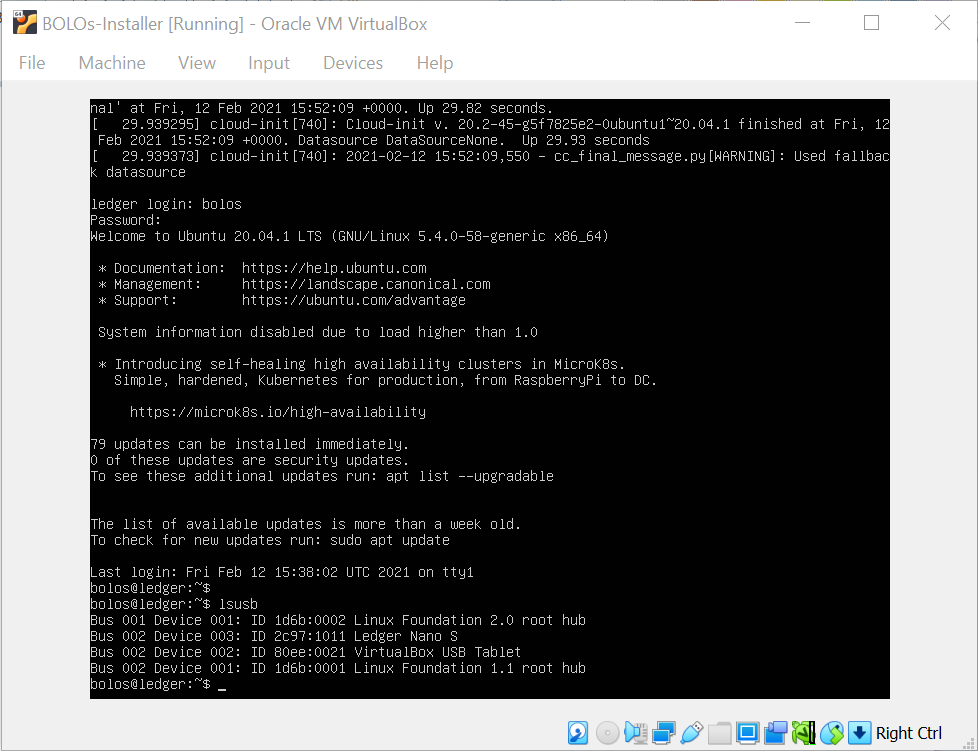 BOLOs-Installer [Running] - Oracle VM VirtualBox
File Machine View Input Devices Help
nal' at Fri, 12 Feb 2021 15:52:09 +0000. Up 29.82 seconds.
[   29.939295] cloud-init[740]: Cloud-init v. 20.2-45-g5f7825e2-0ubuntu1~20.04.1 finished at Fri, 12
 Feb 2021 15:52:09 +0000. Datasource DataSourceNone.  Up 29.93 seconds
[   29.939373] cloud-init[740]: 2021-02-12 15:52:09,550 - cc_final_message.py[WARNING]: Used fallbac
k datasource
ledger login: bolos
Password:
Welcome to Ubuntu 20.04.1 LTS (GNU/Linux 5.4.0-58-generic x86_64)
 * Documentation:  https://help.ubuntu.com
 * Management:     https://landscape.canonical.com
 * Support:        https://ubuntu.com/advantage
 System information disabled due to load higher than 1.0
 * Introducing self-healing high availability clusters in MicroK8s.
   Simple, hardened, Kubernetes for production, from RaspberryPi to DC.
     https://microk8s.io/high-availability
79 updates can be installed immediately.
0 of these updates are security updates.
To see these additional updates run: apt list --upgradable
The list of available updates is more than a week old.
To check for new updates run: sudo apt update
Last login: Fri Feb 12 15:38:02 UTC 2021 on tty1
bolos@ledger:~$
bolos@ledger:~$ lsusb
Bus 001 Device 001: ID 1d6b:0002 Linux Foundation 2.0 root hub
Bus 002 Device 003: ID 2c97:1011 Ledger Nano S
Bus 002 Device 002: ID 80ee:0021 VirtualBox USB Tablet
Bus 002 Device 001: ID 1d6b:0001 Linux Foundation 1.1 root hub
bolos@ledger:~$ _
Right Ctrl